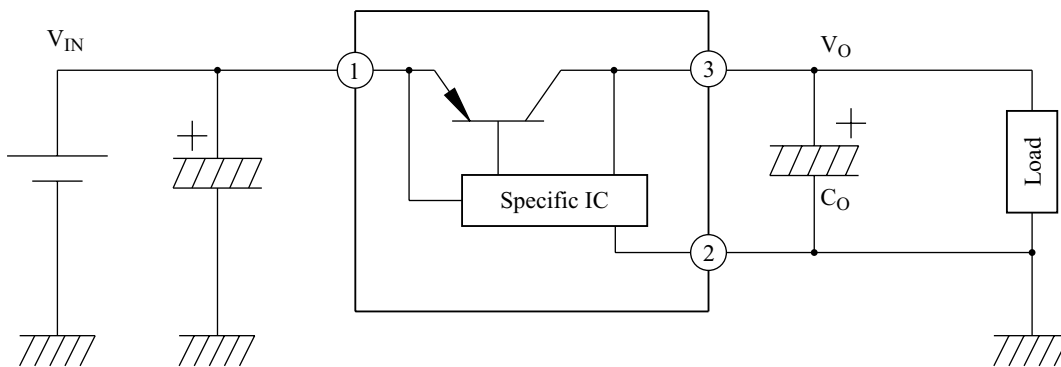 V_IN
1
3
V_O
+
+
Specific IC
C_O
Load
2